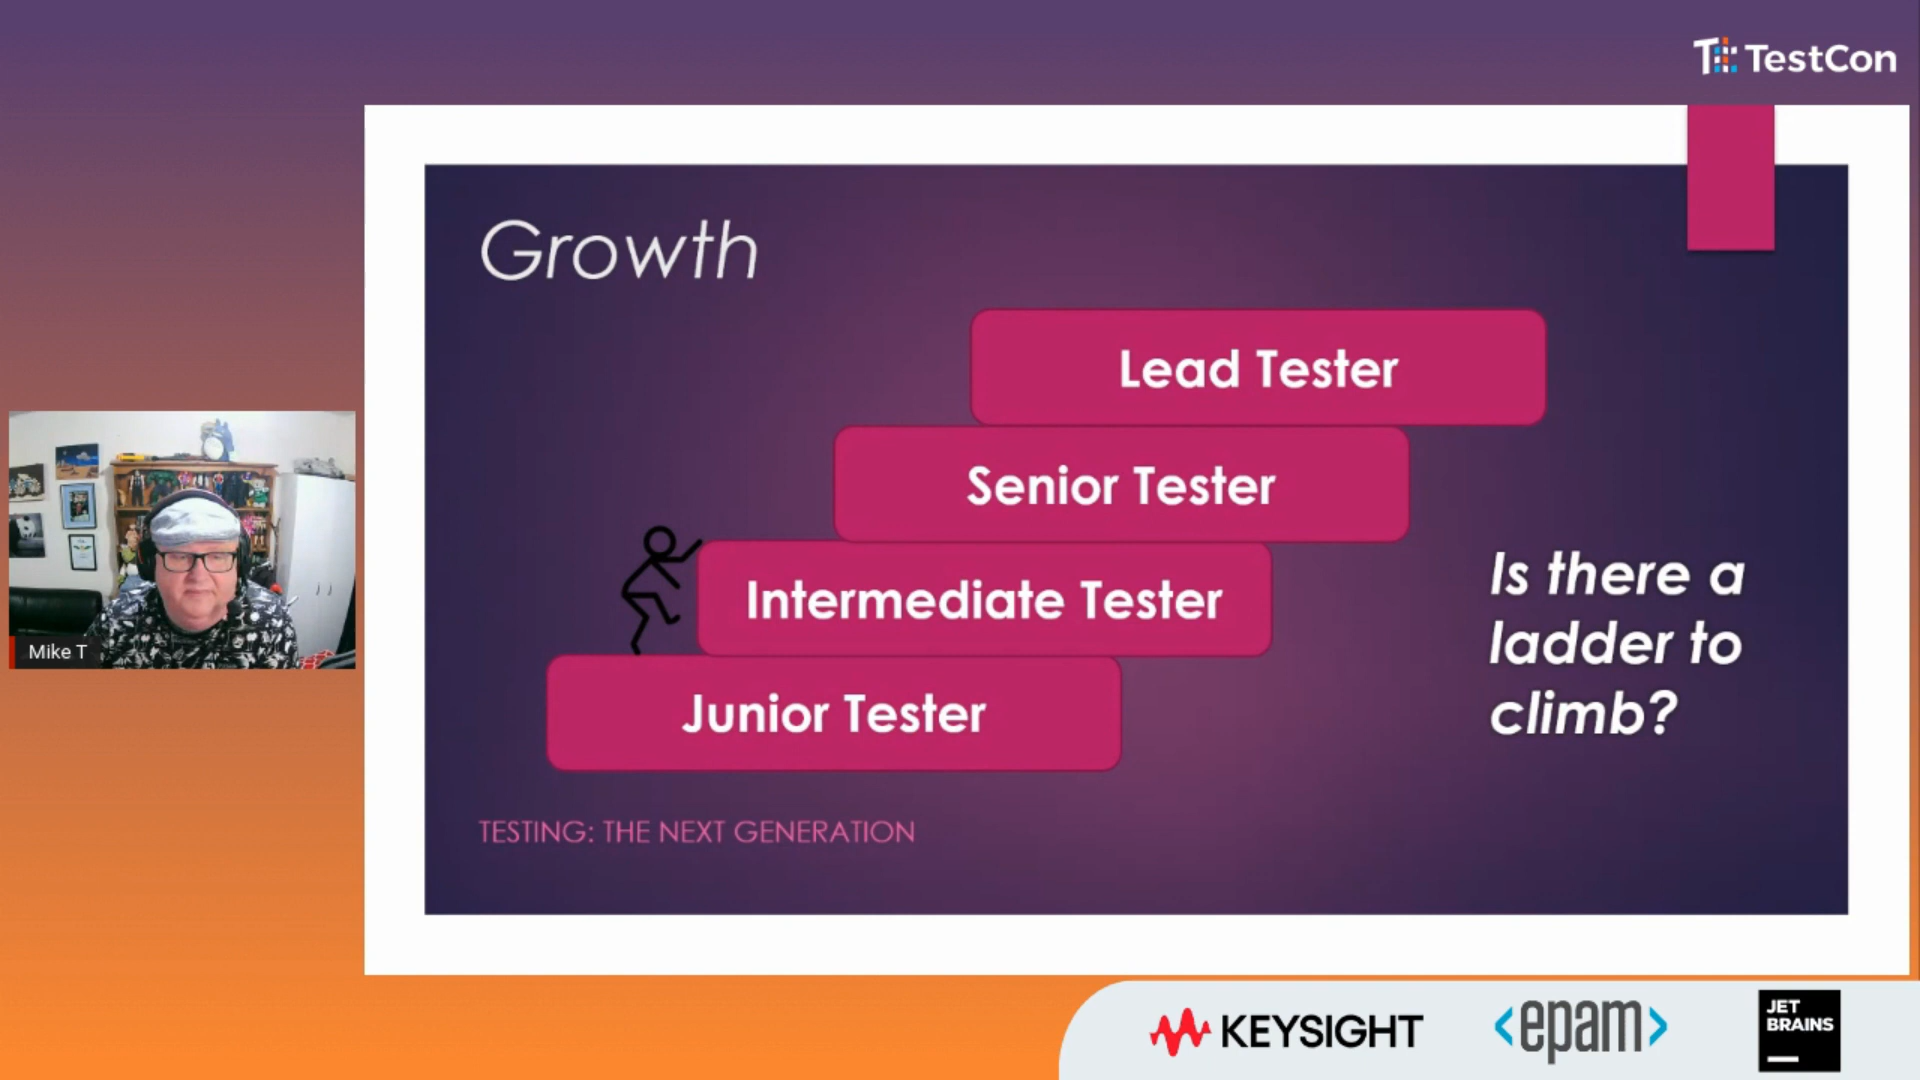 TestCon
Growth
Lead Tester
Senior Tester
Intermediate Tester
Junior Tester
Is there a
ladder to
climb?
TESTING: THE NEXT GENERATION
Mike T
KEYSIGHT
<epam>
JET
BRAINS